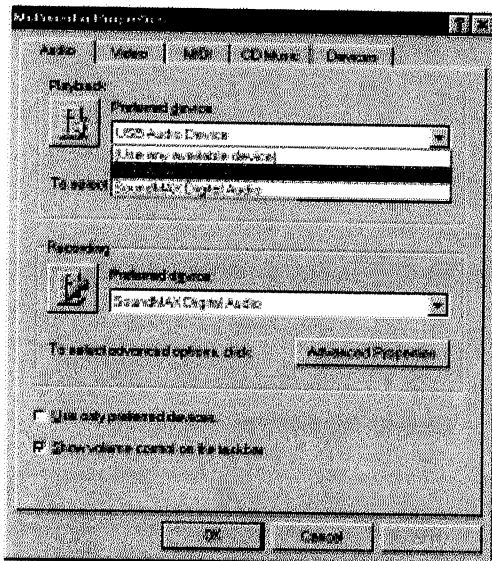 Multimedia Properties
Audio
Video
MIDI
CD Music
Devices
Playback
Preferred device
USB Audio Device
(Use any available device)
To select
SoundMAX Digital Audio
Recording
Preferred device
SoundMAX Digital Audio
To select advanced options, click:
Advanced Properties
Use only preferred devices
Show volume control on the taskbar
OK
Cancel